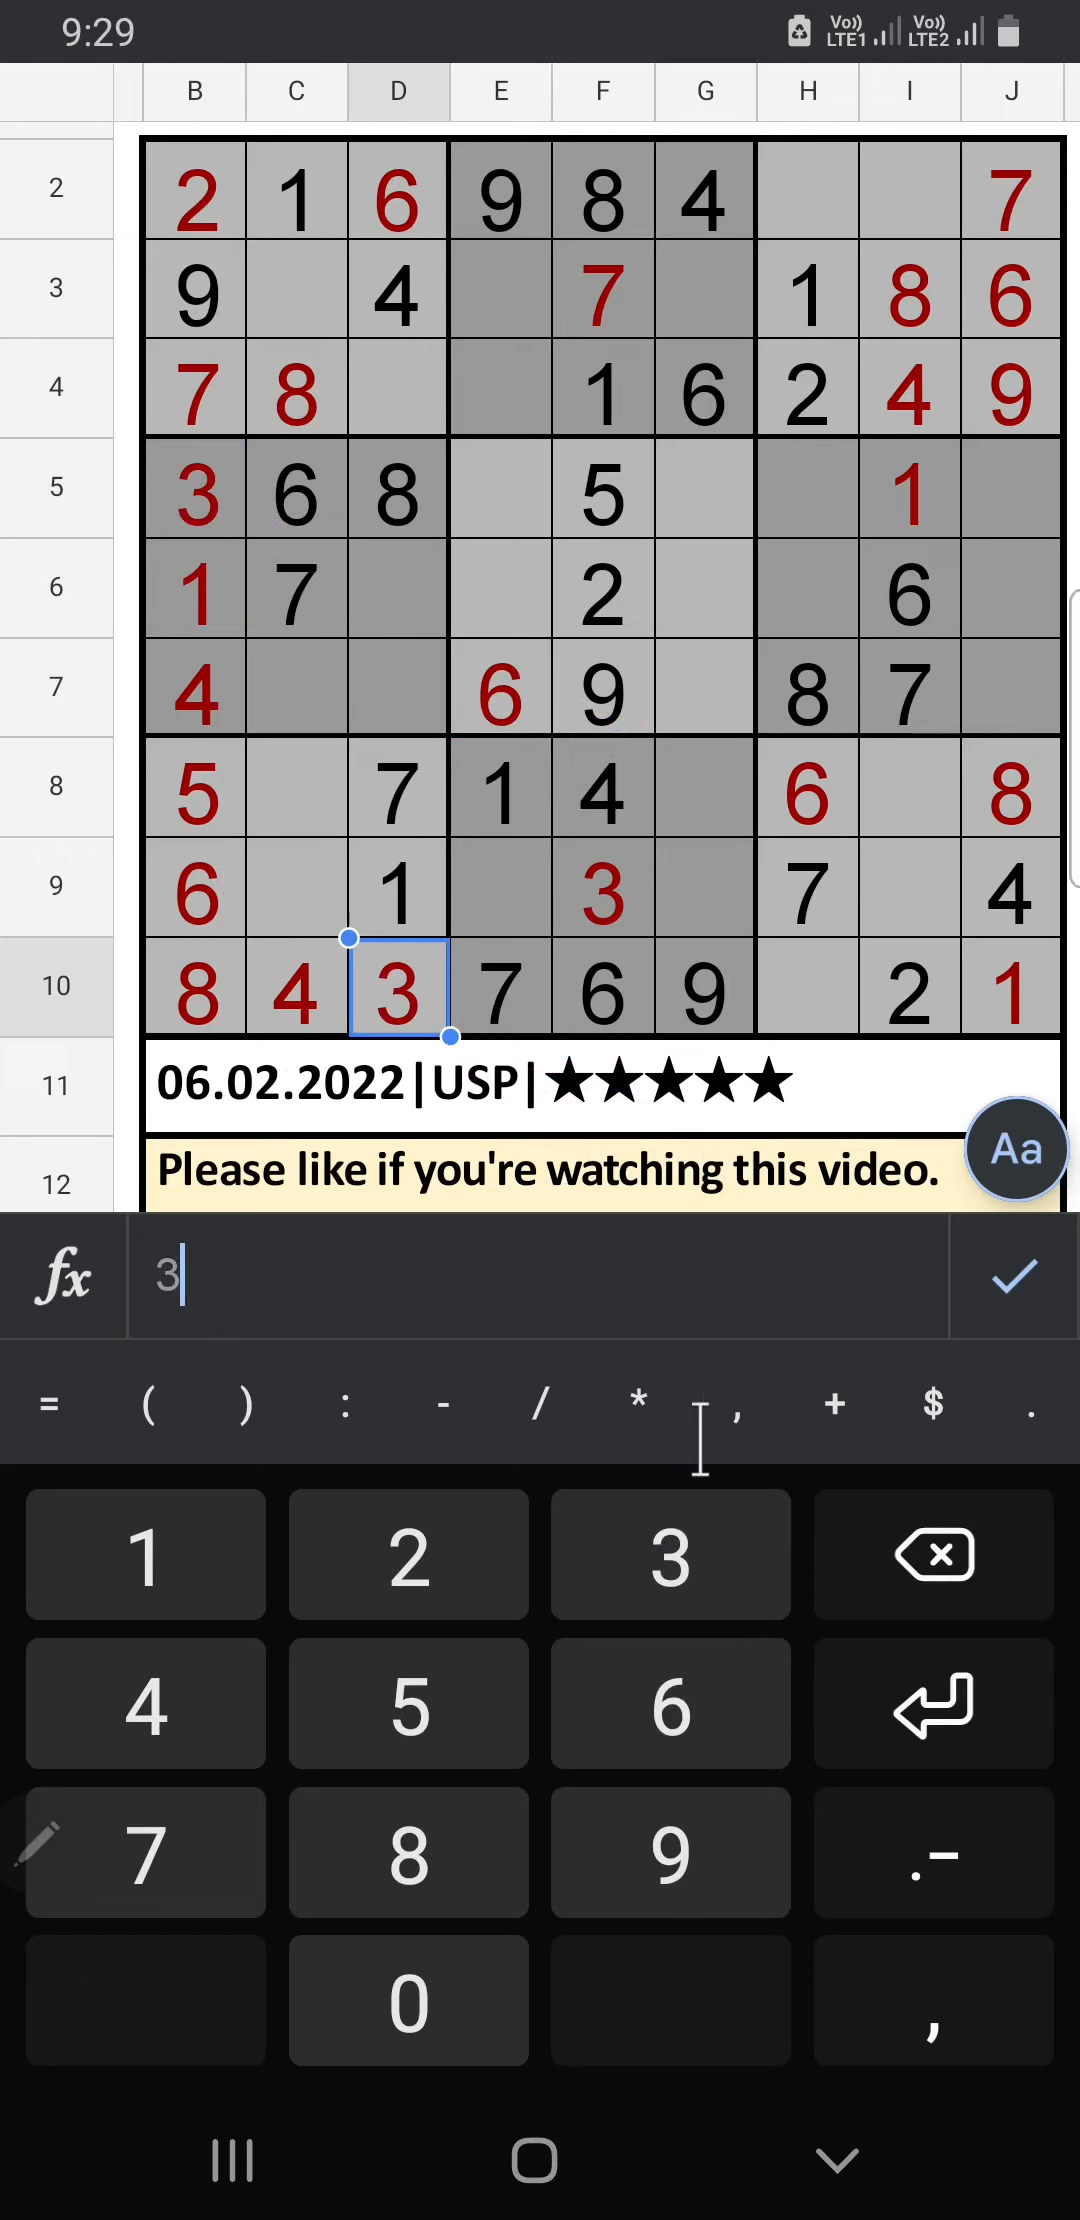 9:29
Vo)) LTE1 Vo)) LTE2
B C D E F G H I J
2 2 1 6 9 8 4 7
3 9 4 7 1 8 6
4 7 8 1 6 2 4 9
5 3 6 8 5 1
6 1 7 2 6
7 4 6 9 8 7
8 5 7 1 4 6 8
9 6 1 3 7 4
10 8 4 3 7 6 9 2 1
11 06.02.2022|USP|★★★★★
12 Please like if you're watching this video.
Aa
fx 3
= ( ) : - / * , + $ .
1 2 3
4 5 6
7 8 9 .-
0 ,